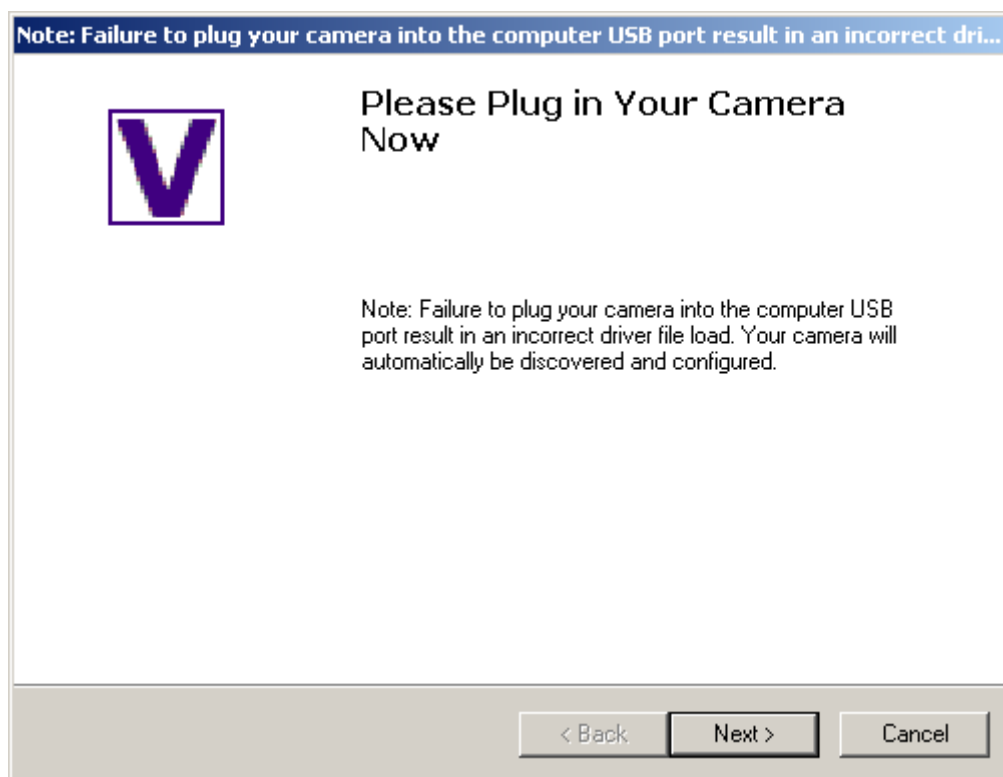 Note: Failure to plug your camera into the computer USB port result in an incorrect dri...
Please Plug in Your Camera
Now
V
Note: Failure to plug your camera into the computer USB
port result in an incorrect driver file load. Your camera will
automatically be discovered and configured.
< Back
Next >
Cancel